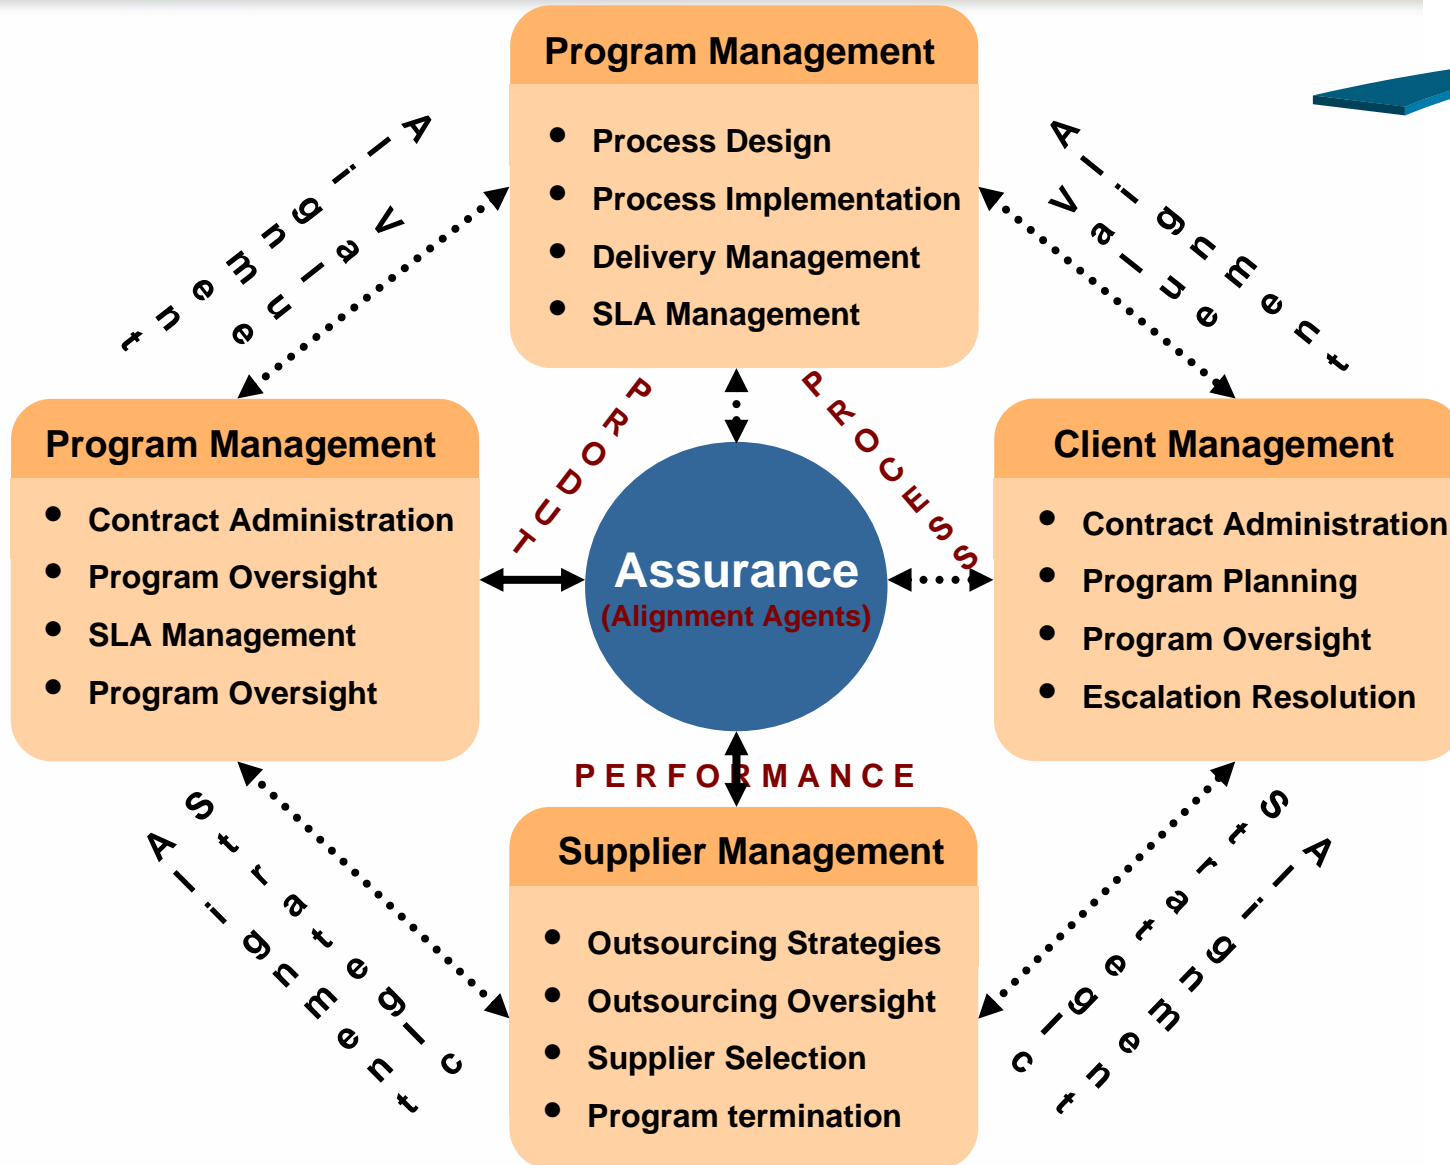 Program Management
Process Design
Process Implementation
Delivery Management
SLA Management
Value
Alignment
Value
Alignment
Program Management
Contract Administration
Program Oversight
SLA Management
Program Oversight
PRODUT
PROCESS
Assurance
(Alignment Agents)
PERFORMANCE
Client Management
Contract Administration
Program Planning
Program Oversight
Escalation Resolution
Strategic
Alignment
Strategic
Alignment
Supplier Management
Outsourcing Strategies
Outsourcing Oversight
Supplier Selection
Program termination